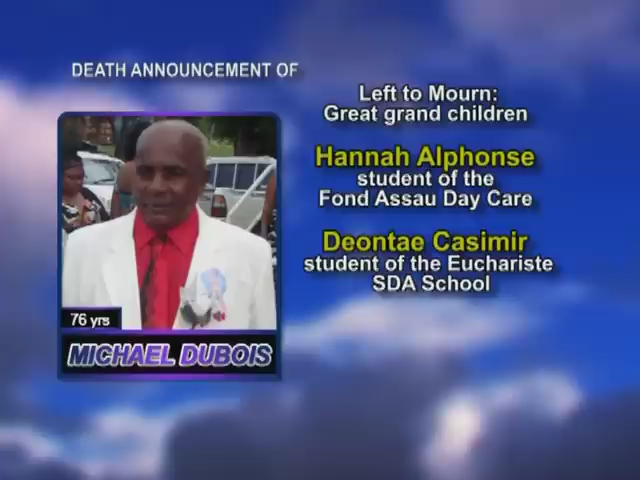 DEATH ANNOUNCEMENT OF
76 yrs
MICHAEL DUBOIS
Left to Mourn:
Great grand children
Hannah Alphonse
student of the
Fond Assau Day Care
Deontae Casimir
student of the Euchariste
SDA School